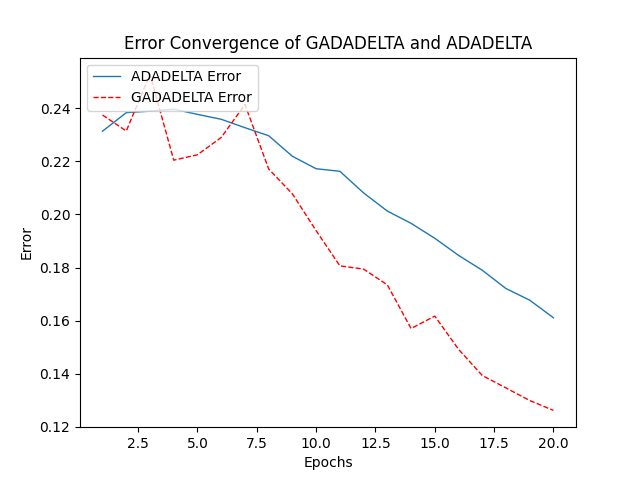 Error Convergence of GADADELTA and ADADELTA
ADADELTA Error
GADADELTA Error
Error
0.24
0.22
0.20
0.18
0.16
0.14
0.12
2.5 5.0 7.5 10.0 12.5 15.0 17.5 20.0
Epochs